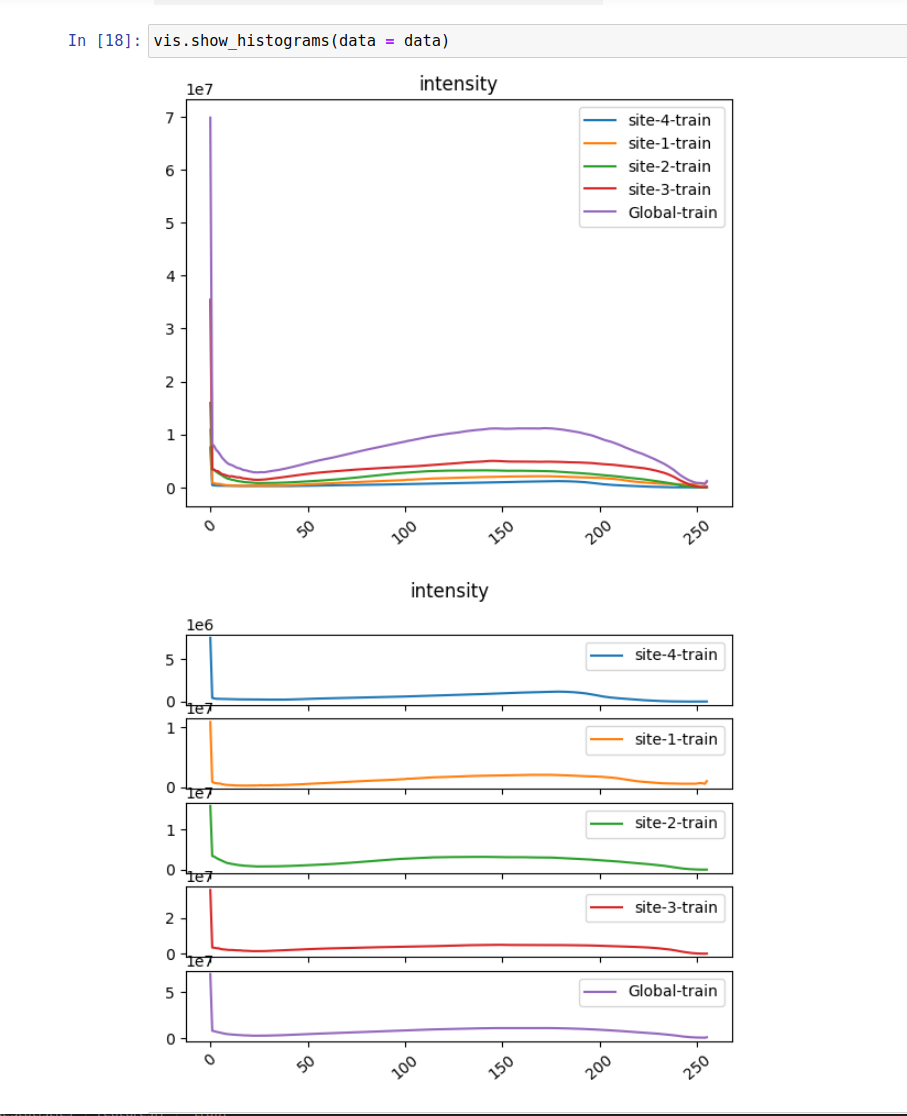 In [18]: vis.show_histograms(data = data)
intensity
1e7
7
6
5
4
3
2
1
0
site-4-train
site-1-train
site-2-train
site-3-train
Global-train
0 50 100 150 200 250
intensity
1e6
5
0
site-4-train
1e7
1
0
site-1-train
1e7
1
0
site-2-train
1e7
2
0
site-3-train
1e7
5
0
Global-train
0 50 100 150 200 250